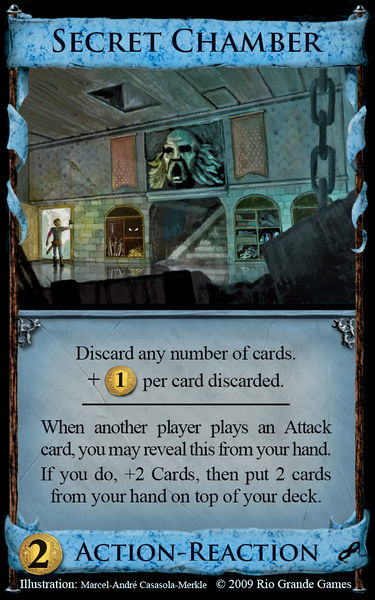 Secret Chamber
Discard any number of cards.
+ 1 per card discarded.
When another player plays an Attack
card, you may reveal this from your hand.
If you do, +2 Cards, then put 2 cards
from your hand on top of your deck.
2 Action-Reaction
Illustration: Marcel-André Casasola-Merkle © 2009 Rio Grande Games